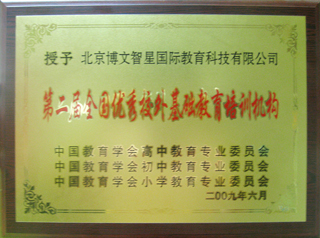 授予 北京博文智星国际教育科技有限公司
第二届全国优秀校外基础教育培训机构
中国教育学会高中教育专业委员会
中国教育学会初中教育专业委员会
中国教育学会小学教育专业委员会
二00九年六月